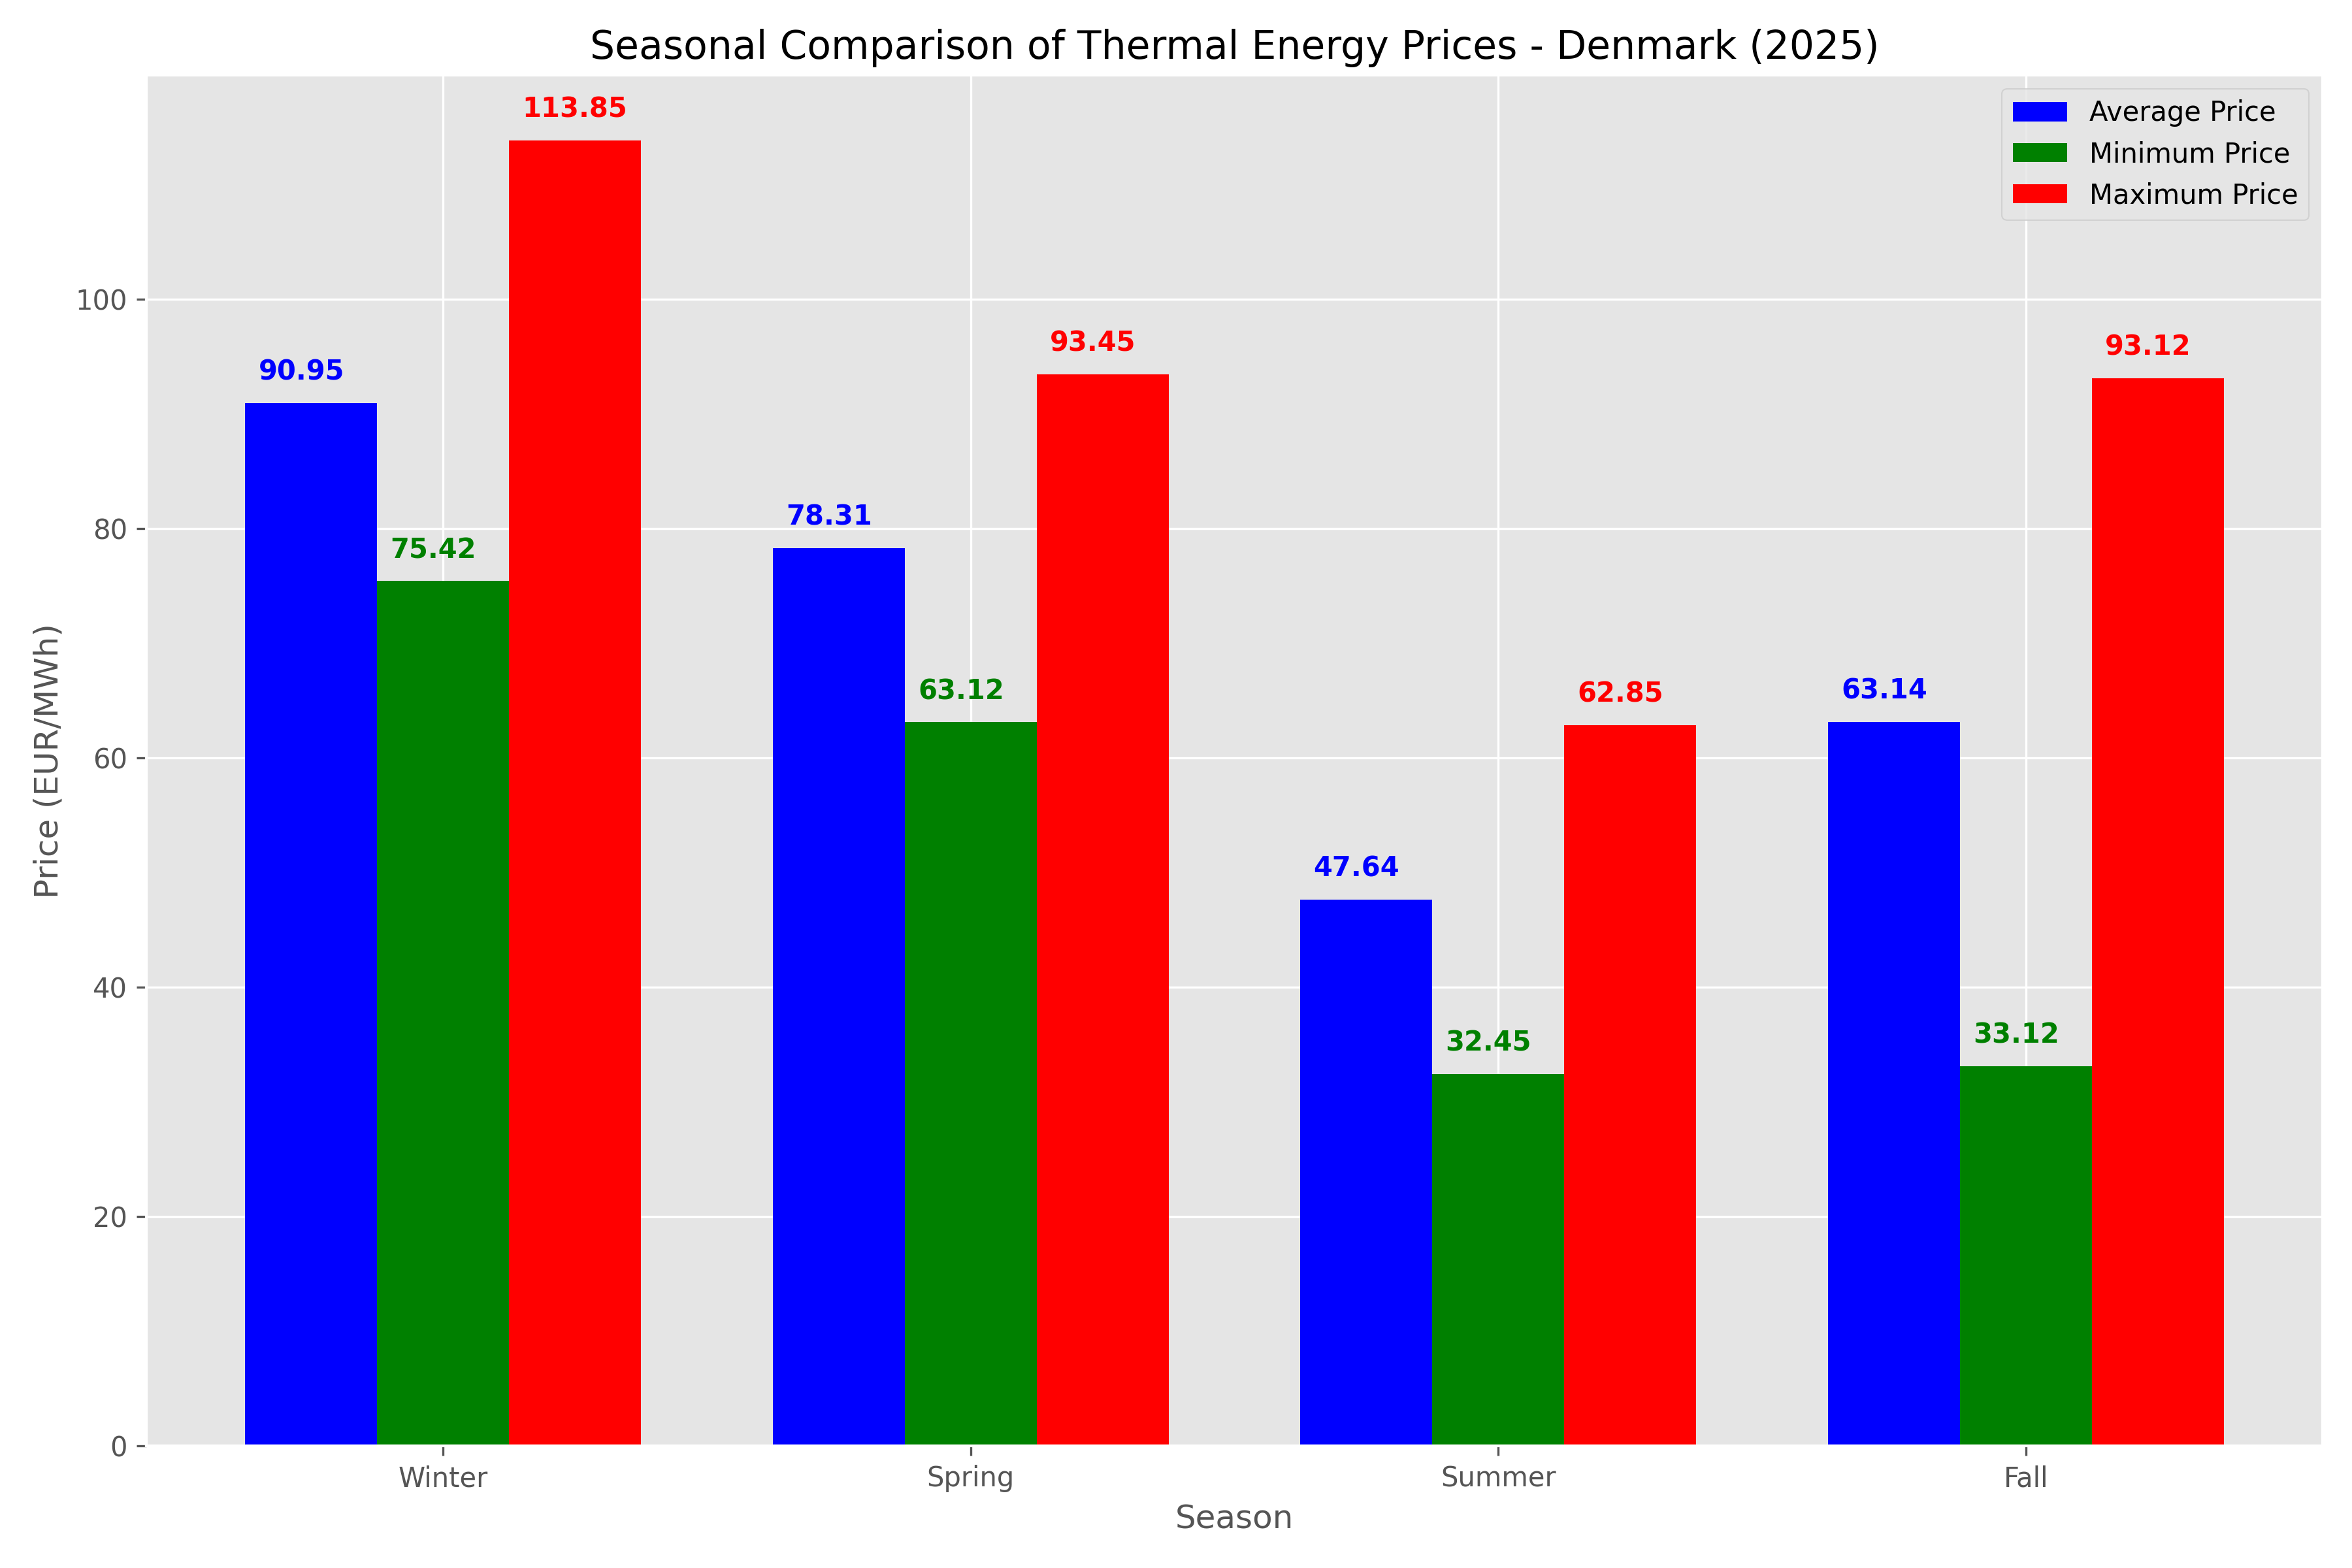 Seasonal Comparison of Thermal Energy Prices - Denmark (2025)
Average Price
Minimum Price
Maximum Price
Price (EUR/MWh)
100
80
60
40
20
0
90.95
75.42
113.85
78.31
63.12
93.45
47.64
32.45
62.85
63.14
33.12
93.12
Winter
Spring
Summer
Fall
Season